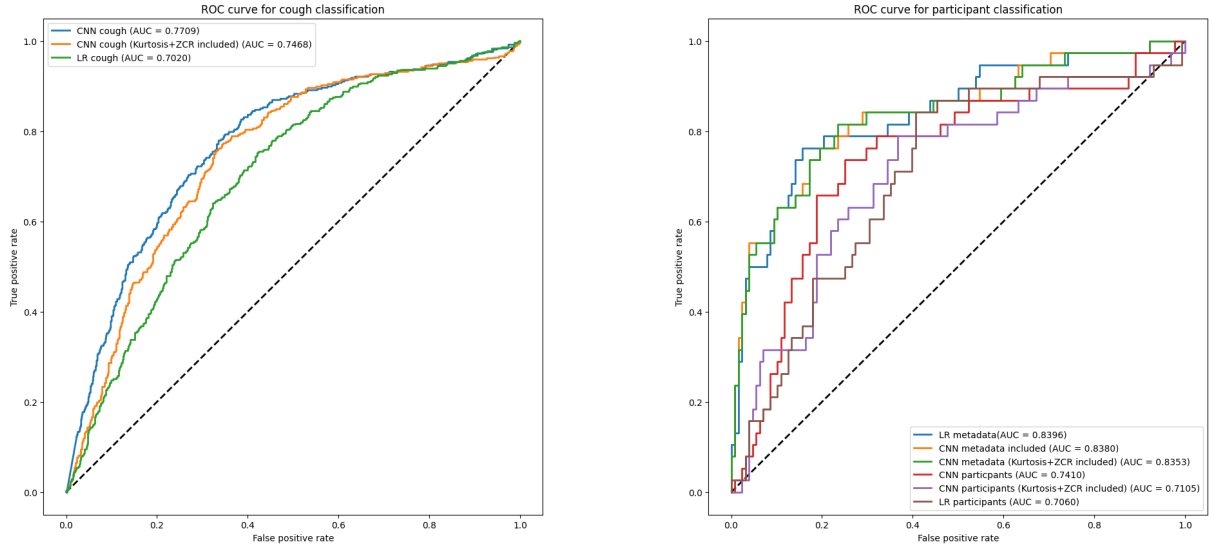 ROC curve for cough classification
CNN cough (AUC = 0.7709)
CNN cough (Kurtosis+ZCR included) (AUC = 0.7468)
LR cough (AUC = 0.7020)
True positive rate
1.0
0.8
0.6
0.4
0.2
0.0
0.0 0.2 0.4 0.6 0.8 1.0
False positive rate
ROC curve for participant classification
True positive rate
1.0
0.8
0.6
0.4
0.2
0.0
LR metadata(AUC = 0.8396)
CNN metadata included (AUC = 0.8380)
CNN metadata (Kurtosis+ZCR included) (AUC = 0.8353)
CNN particpants (AUC = 0.7410)
CNN participants (Kurtosis+ZCR included) (AUC = 0.7105)
LR participants (AUC = 0.7060)
0.0 0.2 0.4 0.6 0.8 1.0
False positive rate